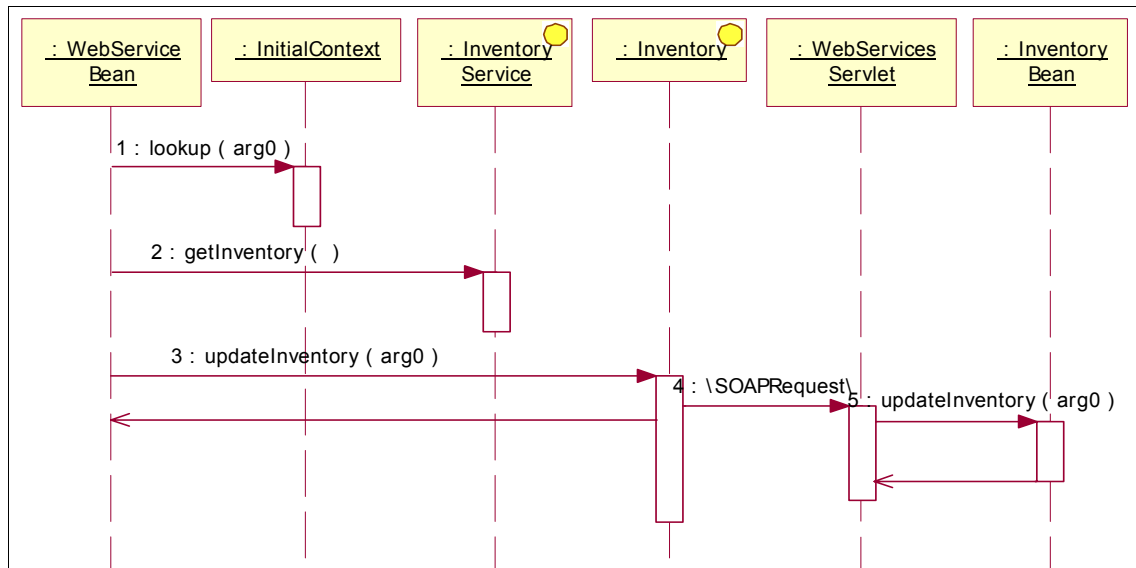 : WebService
Bean
: InitialContext
: Inventory
Service
: Inventory
: WebServices
Servlet
: Inventory
Bean
1 : lookup ( arg0 )
2 : getInventory (  )
3 : updateInventory ( arg0 )
4 : \SOAPRequest\
5 : updateInventory ( arg0 )